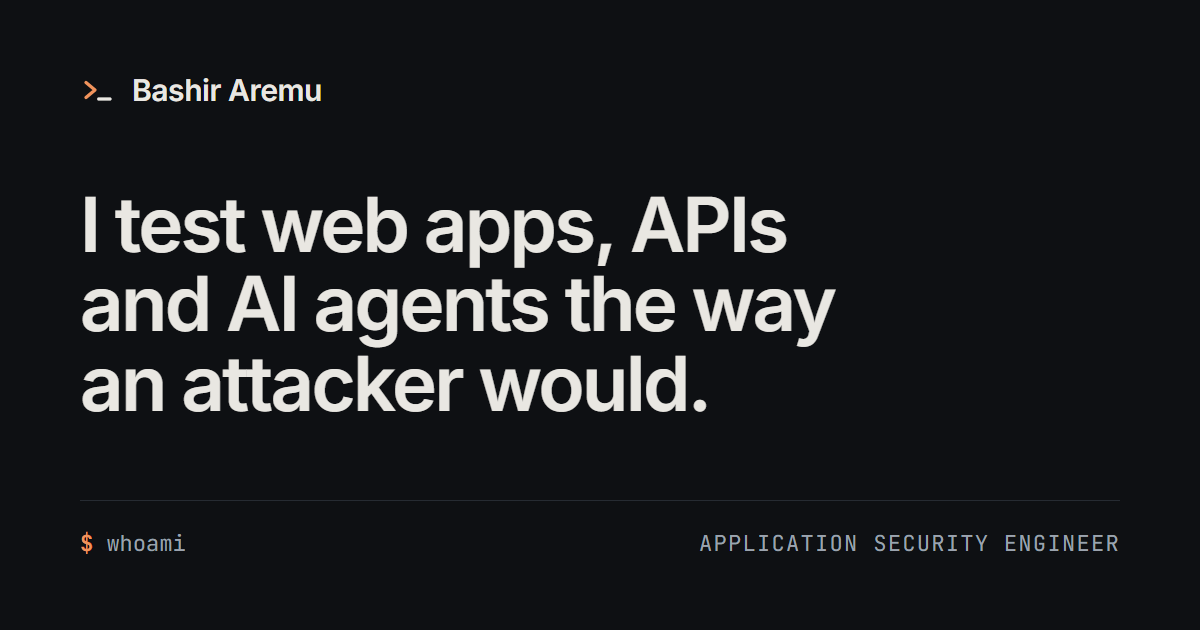 >_ Bashir Aremu
I test web apps, APIs
and AI agents the way
an attacker would.
$ whoami
APPLICATION SECURITY ENGINEER